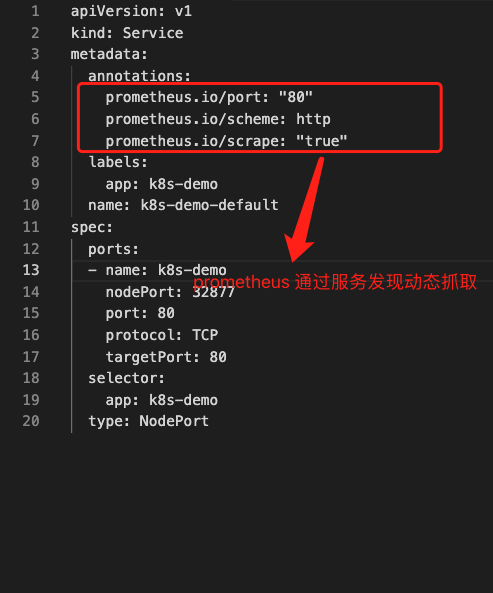 1 apiVersion: v1
2 kind: Service
3 metadata:
4   annotations:
5     prometheus.io/port: "80"
6     prometheus.io/scheme: http
7     prometheus.io/scrape: "true"
8   labels:
9     app: k8s-demo
10   name: k8s-demo-default
11 spec:
12   ports:
13   - name: k8s-demo
prometheus 通过服务发现动态抓取
14     nodePort: 32877
15     port: 80
16     protocol: TCP
17     targetPort: 80
18   selector:
19     app: k8s-demo
20   type: NodePort